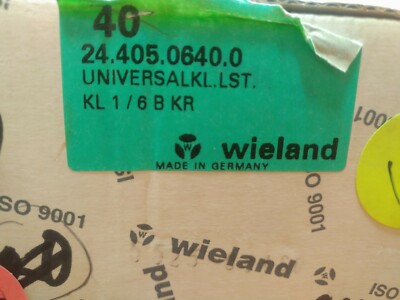 40
24.405.0640.0
UNIVERSALKL.LST.
KL 1 / 6 B KR
wieland
MADE IN GERMANY
ISO 9001
wieland
ISO